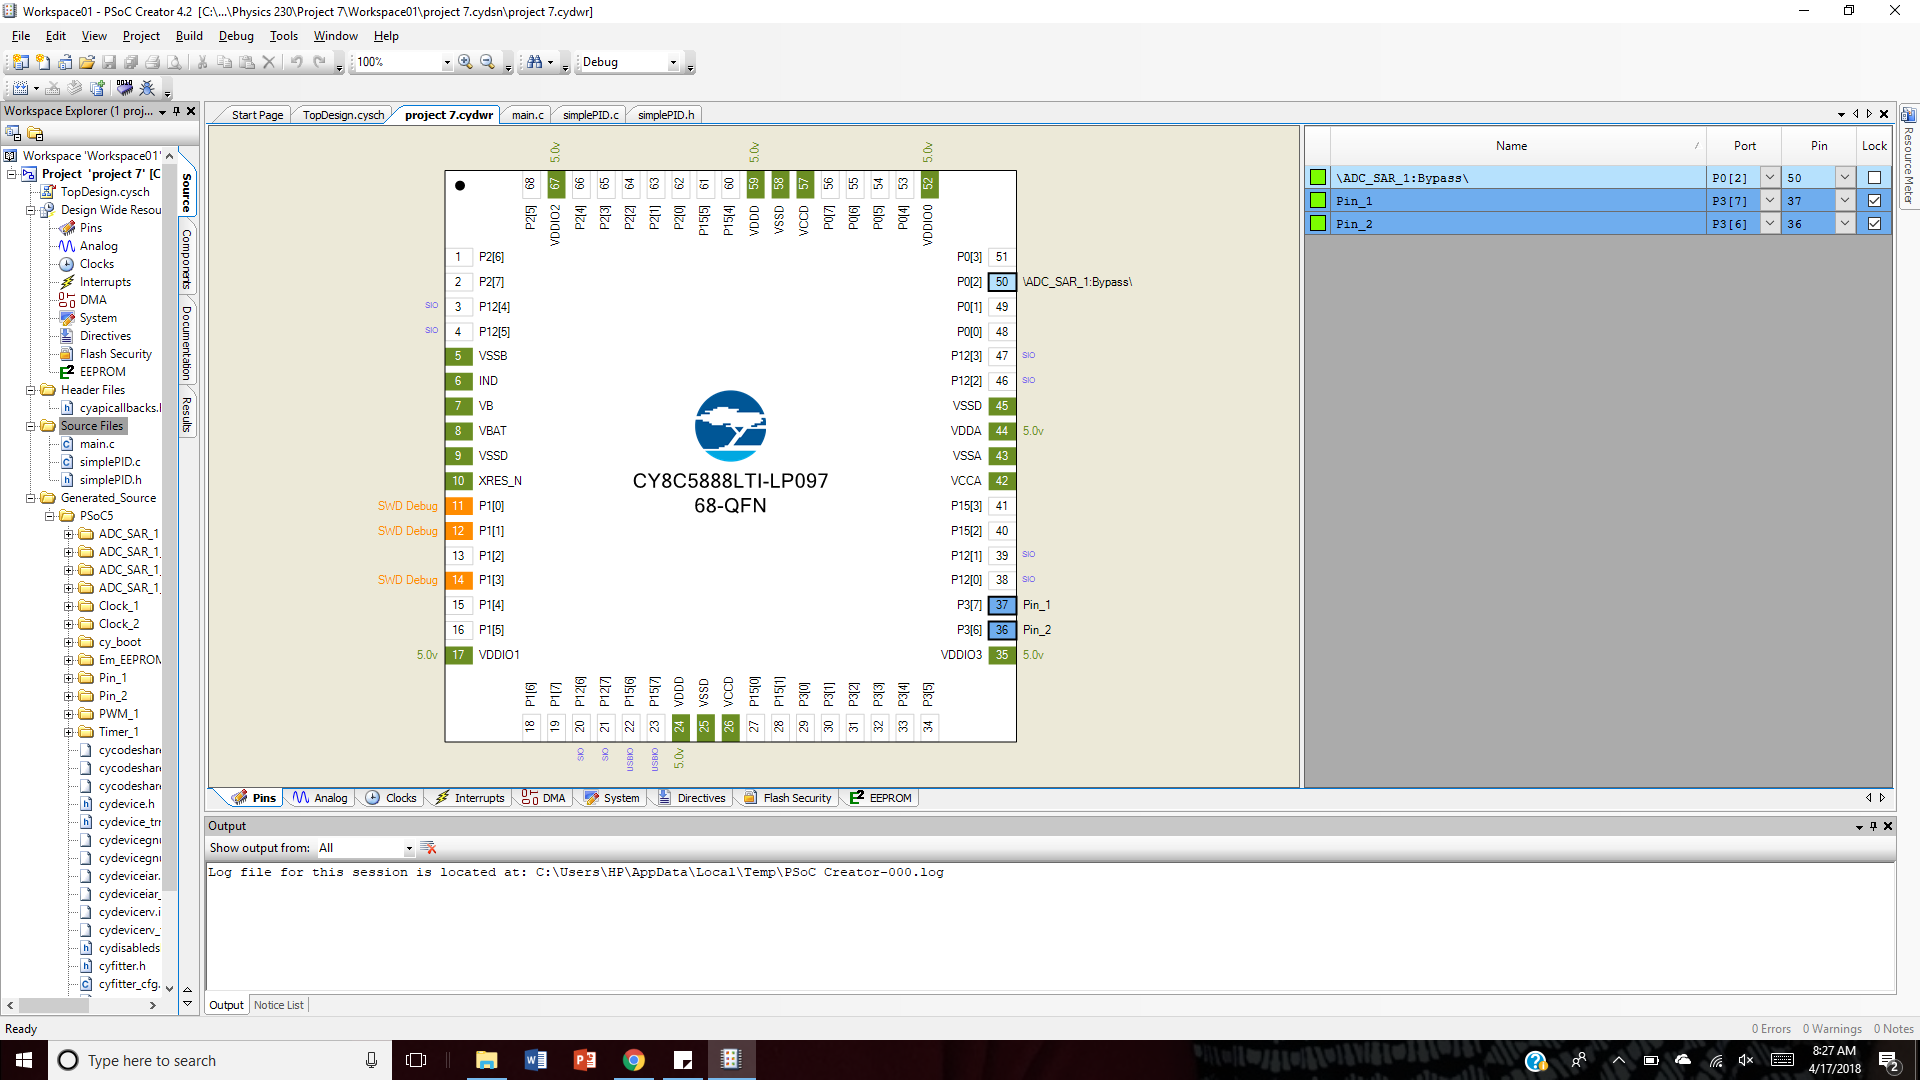 Workspace01 - PSoC Creator 4.2 [C:\...\Physics 230\Project 7\Workspace01\project 7.cydsn\project 7.cydwr]
File Edit View Project Build Debug Tools Window Help
100% Debug
Workspace Explorer (1 proj...
Workspace 'Workspace01'
Project 'project 7' [C
TopDesign.cysch
Design Wide Resou
Pins
Analog
Clocks
Interrupts
DMA
System
Directives
Flash Security
EEPROM
Header Files
cyapicallbacks.
Source Files
main.c
simplePID.c
simplePID.h
Generated_Source
PSoC5
ADC_SAR_1
ADC_SAR_1_
ADC_SAR_1_
ADC_SAR_1_
Clock_1
Clock_2
cy_boot
Em_EEPROM
Pin_1
Pin_2
PWM_1
Timer_1
cycodeshare
cycodeshare
cycodeshare
cydevice.h
cydevice_trm
cydevicegnu
cydevicegnu
cydeviceiar.
cydeviceiar_
cydevicerv.i
cydevicerv_
cydisableds
cyfitter.h
cyfitter_cfg.
Source
Components
Documentation
Results
Start Page TopDesign.cysch project 7.cydwr main.c simplePID.c simplePID.h
5.0v 5.0v 5.0v
68 67 66 65 64 63 62 61 60 59 58 57 56 55 54 53 52
P2[5] VDDIO2 P2[4] P2[3] P2[2] P2[1] P2[0] P15[5] P15[4] VDDD VSSD VCCD P0[7] P0[6] P0[5] P0[4] VDDIO0
1 P2[6]
2 P2[7]
SIO 3 P12[4]
SIO 4 P12[5]
5 VSSB
6 IND
7 VB
8 VBAT
9 VSSD
10 XRES_N
SWD Debug 11 P1[0]
SWD Debug 12 P1[1]
13 P1[2]
SWD Debug 14 P1[3]
15 P1[4]
16 P1[5]
5.0v 17 VDDIO1
CY8C5888LTI-LP097
68-QFN
P0[3] 51
P0[2] 50 \ADC_SAR_1:Bypass\
P0[1] 49
P0[0] 48
P12[3] 47 SIO
P12[2] 46 SIO
VSSD 45
VDDA 44 5.0v
VSSA 43
VCCA 42
P15[3] 41
P15[2] 40
P12[1] 39 SIO
P12[0] 38 SIO
P3[7] 37 Pin_1
P3[6] 36 Pin_2
VDDIO3 35 5.0v
P1[6] P1[7] P12[6] P12[7] P15[6] P15[7] VDDD VSSD VCCD P15[0] P15[1] P3[0] P3[1] P3[2] P3[3] P3[4] P3[5]
18 19 20 21 22 23 24 25 26 27 28 29 30 31 32 33 34
SIO SIO USBIO USBIO 5.0v
Name Port Pin Lock
\ADC_SAR_1:Bypass\ P0[2] 50
Pin_1 P3[7] 37
Pin_2 P3[6] 36
Resource Meter
Pins Analog Clocks Interrupts DMA System Directives Flash Security EEPROM
Output
Show output from: All
Log file for this session is located at: C:\Users\HP\AppData\Local\Temp\PSoC Creator-000.log
Output Notice List
Ready
0 Errors 0 Warnings 0 Notes
Type here to search
8:27 AM
4/17/2018
2